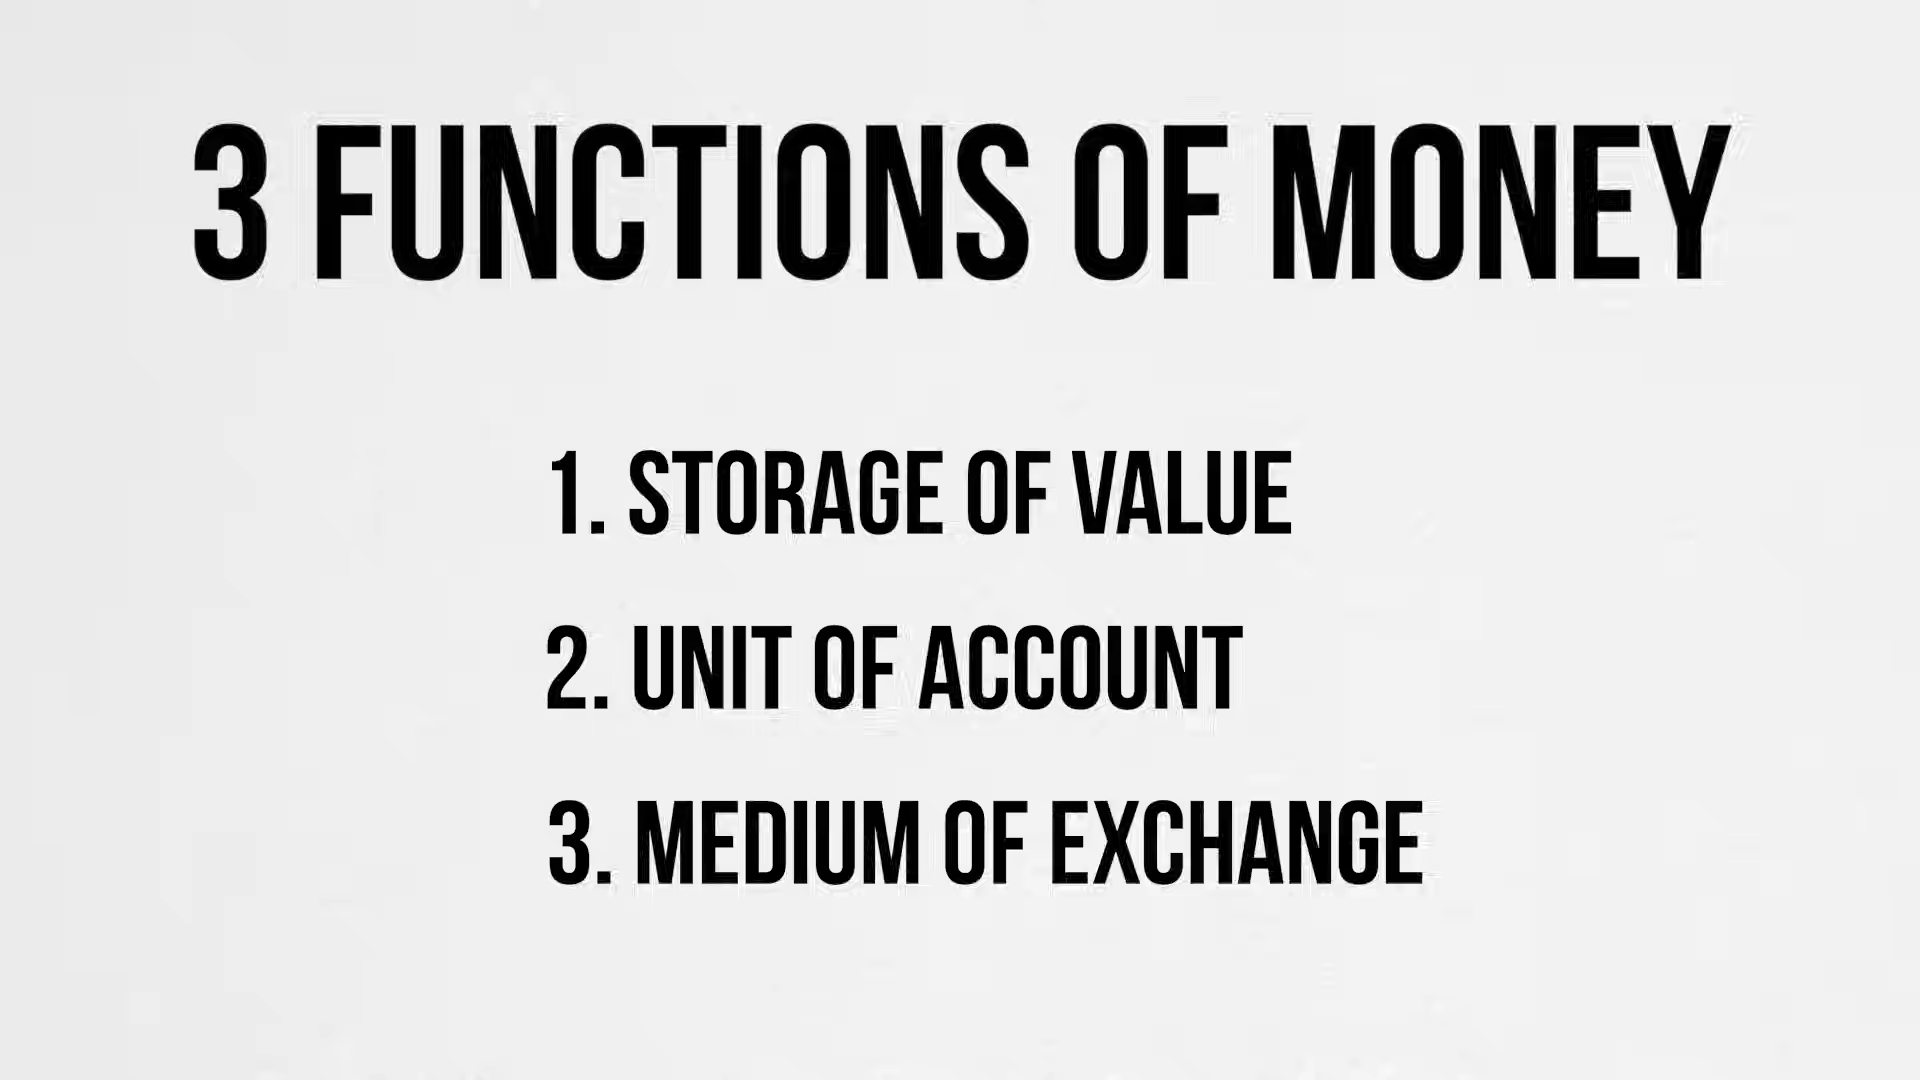 3 FUNCTIONS OF MONEY
1. STORAGE OF VALUE
2. UNIT OF ACCOUNT
3. MEDIUM OF EXCHANGE